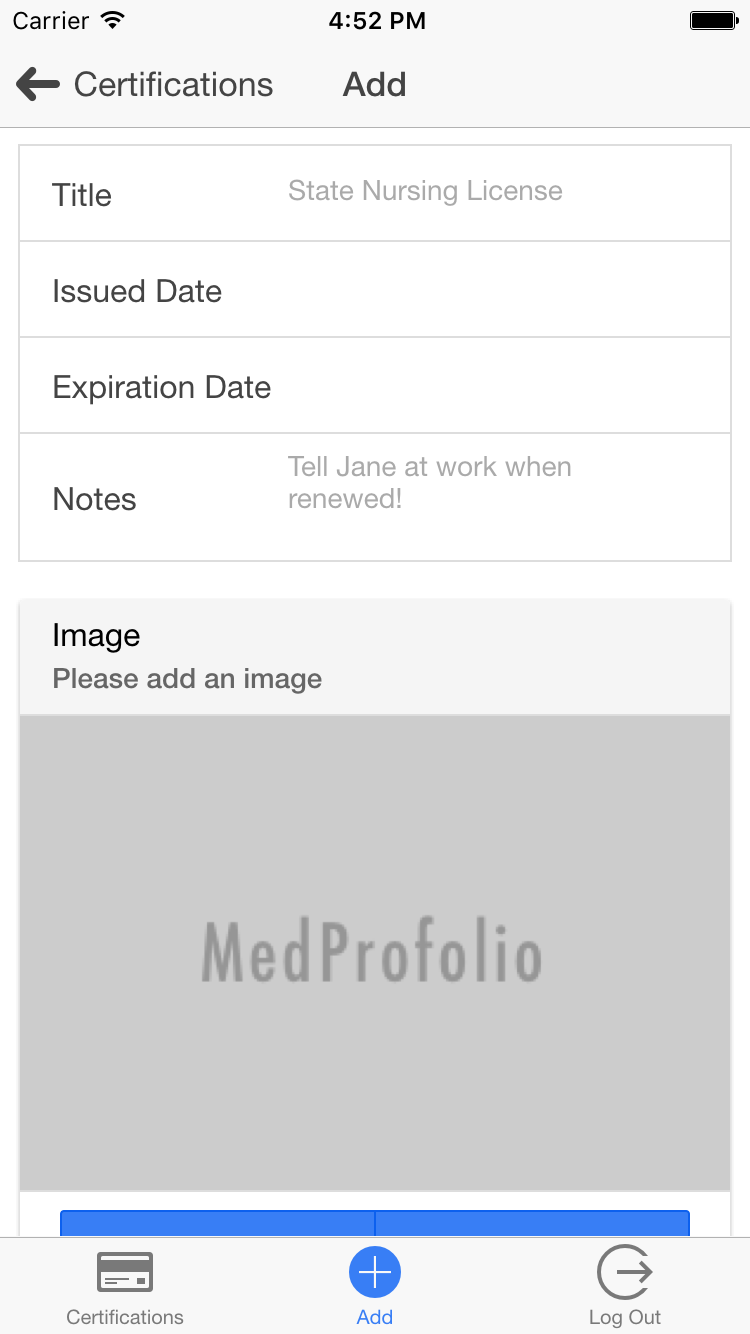 Carrier 4:52 PM
Certifications Add
Title State Nursing License
Issued Date
Expiration Date
Notes Tell Jane at work when
renewed!
Image
Please add an image
MedProfolio
Certifications Add Log Out